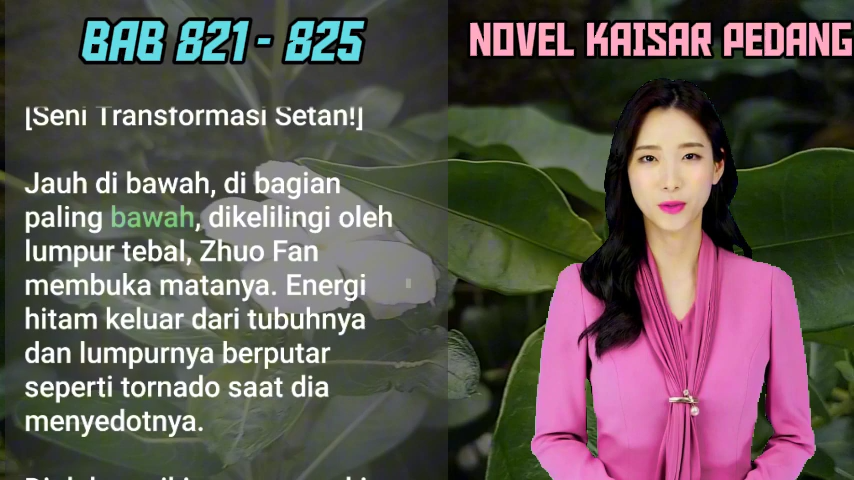 BAB 821 - 825
NOVEL KAISAR PEDANG
[Seni Transformasi Setan!]
Jauh di bawah, di bagian
paling bawah, dikelilingi oleh
lumpur tebal, Zhuo Fan
membuka matanya. Energi
hitam keluar dari tubuhnya
dan lumpurnya berputar
seperti tornado saat dia
menyedotnya.